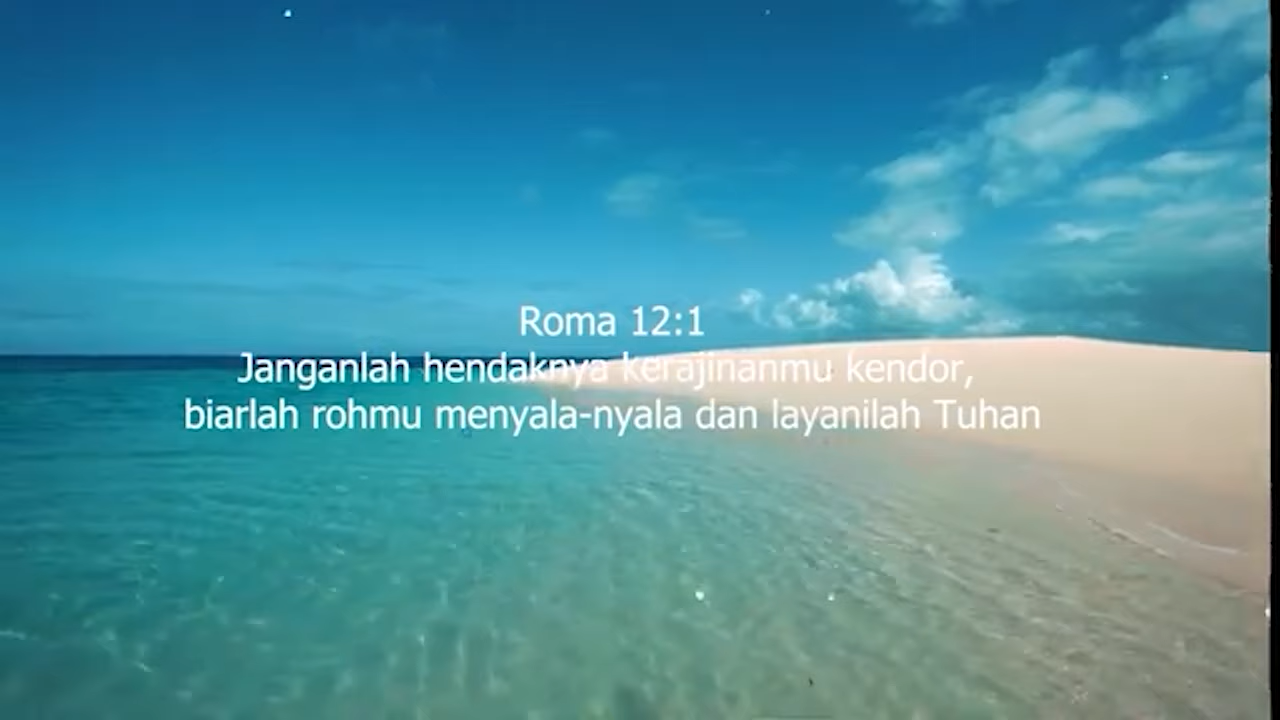 Roma 12:1
Janganlah hendaknya kerajinanmu kendor,
biarlah rohmu menyala-nyala dan layanilah Tuhan